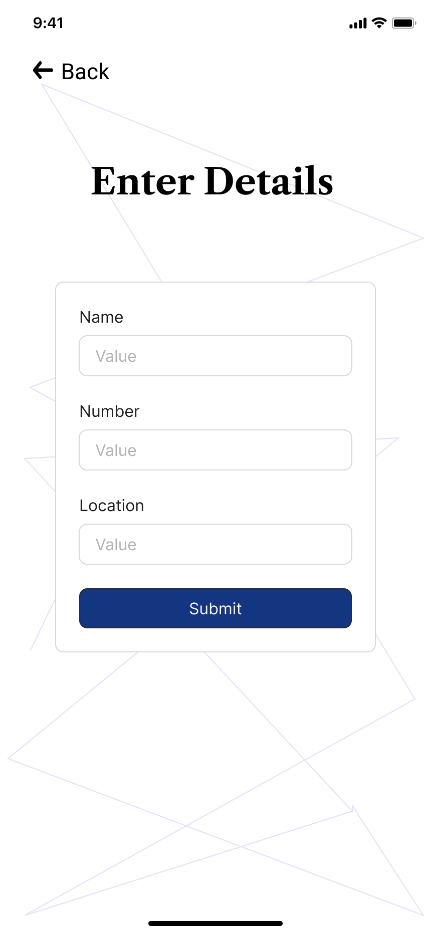 9:41
Back
Enter Details
Name
Value
Number
Value
Location
Value
Submit